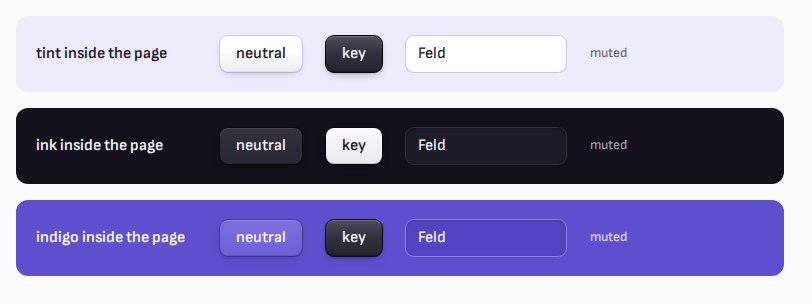 tint inside the page neutral key Feld muted
ink inside the page neutral key Feld muted
indigo inside the page neutral key Feld muted